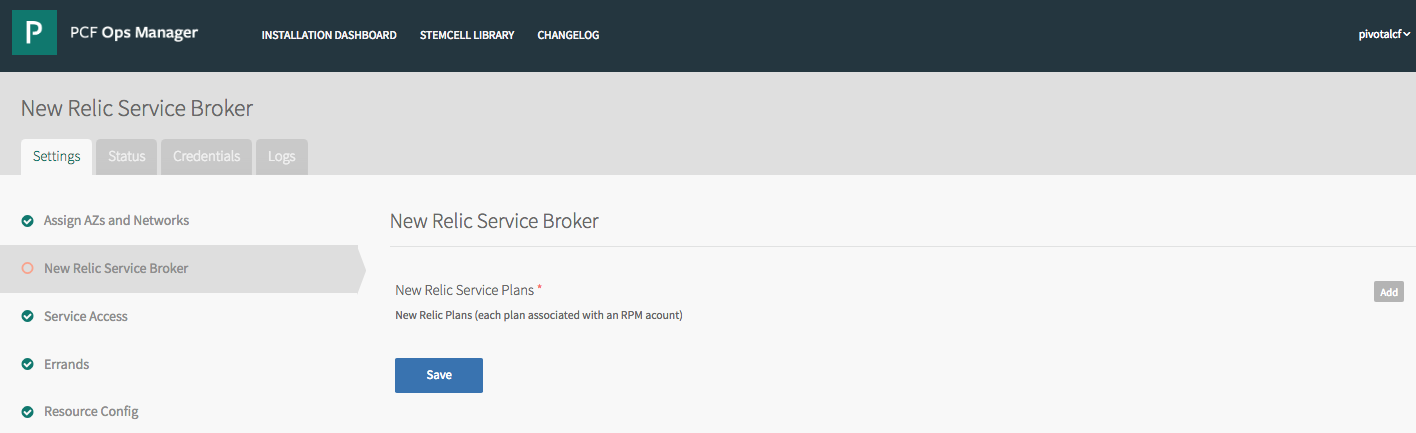 P PCF Ops Manager INSTALLATION DASHBOARD STEMCELL LIBRARY CHANGELOG pivotalcf
New Relic Service Broker
Settings Status Credentials Logs
Assign AZs and Networks
New Relic Service Broker
Service Access
Errands
Resource Config
New Relic Service Broker
New Relic Service Plans *
Add
New Relic Plans (each plan associated with an RPM acount)
Save